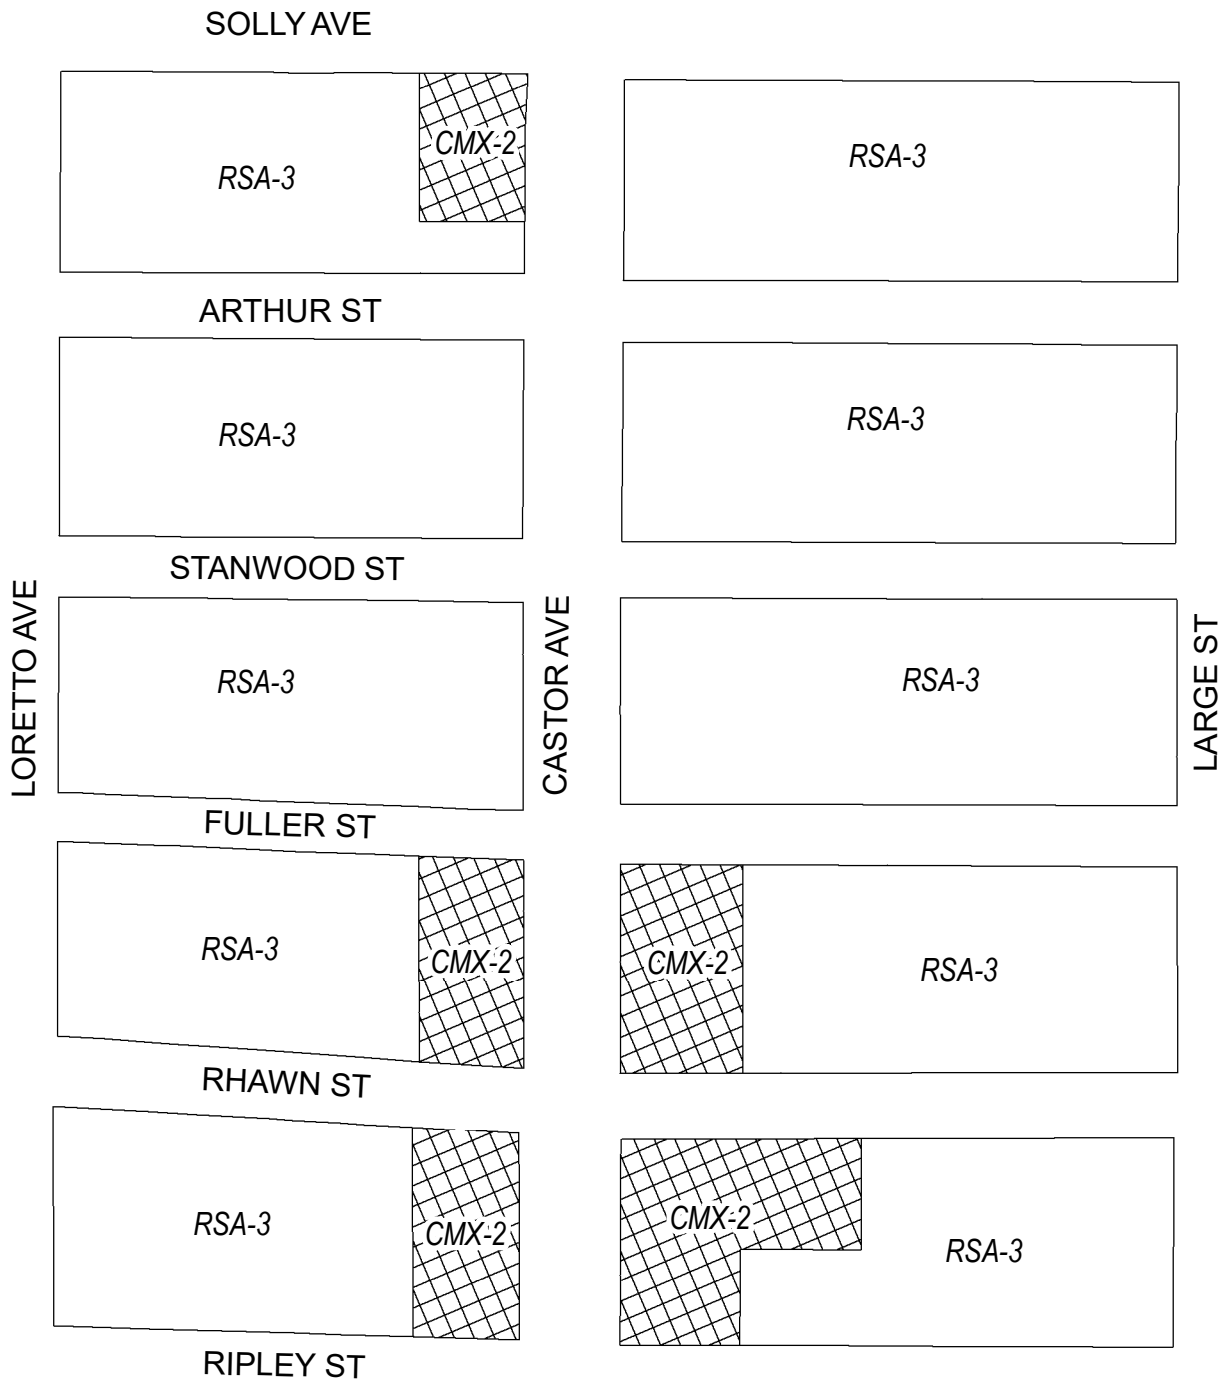 SOLLY AVE
CMX-2
RSA-3
RSA-3
ARTHUR ST
RSA-3
RSA-3
STANWOOD ST
LORETTO AVE
CASTOR AVE
LARGE ST
RSA-3
RSA-3
FULLER ST
RSA-3
CMX-2
CMX-2
RSA-3
RHAWN ST
RSA-3
CMX-2
CMX-2
RSA-3
RIPLEY ST